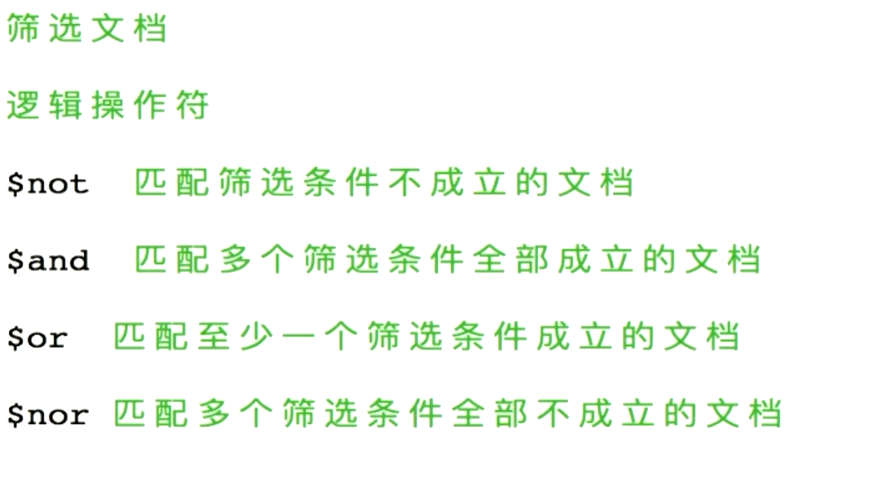 筛选文档
逻辑操作符
$not 匹配筛选条件不成立的文档
$and 匹配多个筛选条件全部成立的文档
$or 匹配至少一个筛选条件成立的文档
$nor 匹配多个筛选条件全部不成立的文档